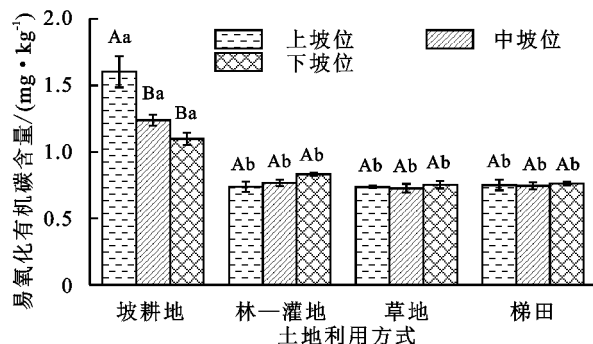 易氧化有机碳含量/(mg·kg⁻¹)
2.0
1.5
1.0
0.5
0
上坡位 中坡位
下坡位
Aa Ba Ba
Ab Ab Ab
Ab Ab Ab
Ab Ab Ab
坡耕地 林—灌地 草地 梯田
土地利用方式